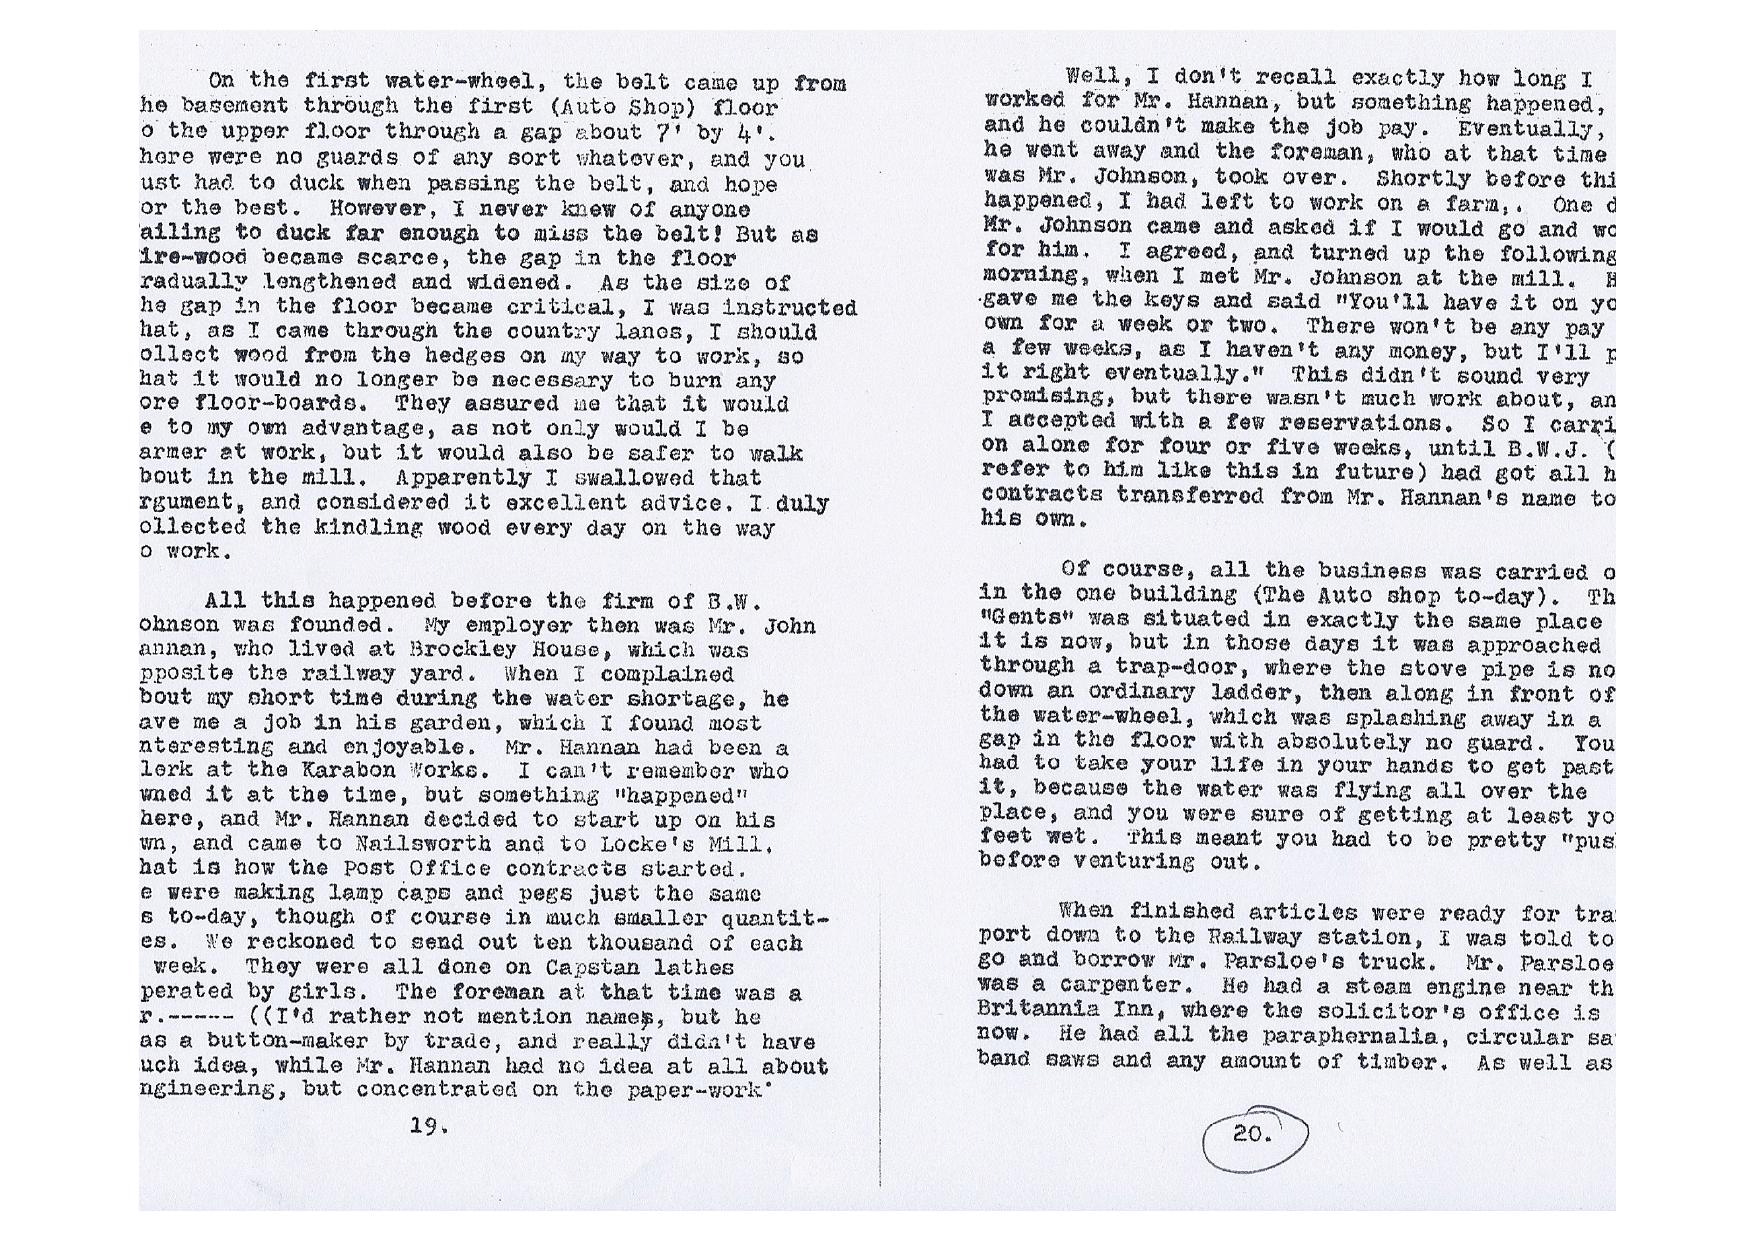 On the first water-wheel, the belt came up from
he basement through the first (Auto Shop) floor
o the upper floor through a gap about 7' by 4'.
here were no guards of any sort whatever, and you
ust had to duck when passing the belt, and hope
or the best. However, I never knew of anyone
ailing to duck far enough to miss the belt! But as
ire-wood became scarce, the gap in the floor
radually lengthened and widened. As the size of
he gap in the floor became critical, I was instructed
hat, as I came through the country lanes, I should
ollect wood from the hedges on my way to work, so
hat it would no longer be necessary to burn any
ore floor-boards. They assured me that it would
e to my own advantage, as not only would I be
armer at work, but it would also be safer to walk
bout in the mill. Apparently I swallowed that
rgument, and considered it excellent advice. I duly
ollected the kindling wood every day on the way
o work.
All this happened before the firm of B.W.
ohnson was founded. My employer then was Mr. John
annan, who lived at Brockley House, which was
pposite the railway yard. When I complained
bout my short time during the water shortage, he
ave me a job in his garden, which I found most
nteresting and enjoyable. Mr. Hannan had been a
lerk at the Karabon Works. I can't remember who
wned it at the time, but something "happened"
here, and Mr. Hannan decided to start up on his
wn, and came to Nailsworth and to Locke's Mill.
hat is how the Post Office contracts started.
e were making lamp caps and pegs just the same
s to-day, though of course in much smaller quantit-
es. We reckoned to send out ten thousand of each
week. They were all done on Capstan lathes
perated by girls. The foreman at that time was a
r.----- ((I'd rather not mention names, but he
as a button-maker by trade, and really didn't have
uch idea, while Mr. Hannan had no idea at all about
ngineering, but concentrated on the paper-work'
19.
Well, I don't recall exactly how long I
worked for Mr. Hannan, but something happened,
and he couldn't make the job pay. Eventually,
he went away and the foreman, who at that time
was Mr. Johnson, took over. Shortly before thi
happened, I had left to work on a farm,. One d
Mr. Johnson came and asked if I would go and wo
for him. I agreed, and turned up the following
morning, when I met Mr. Johnson at the mill. H
gave me the keys and said "You'll have it on yo
own for a week or two. There won't be any pay
a few weeks, as I haven't any money, but I'll p
it right eventually." This didn't sound very
promising, but there wasn't much work about, an
I accepted with a few reservations. So I carri
on alone for four or five weeks, until B.W.J. (
refer to him like this in future) had got all h
contracts transferred from Mr. Hannan's name to
his own.
Of course, all the business was carried o
in the one building (The Auto shop to-day). Th
"Gents" was situated in exactly the same place
it is now, but in those days it was approached
through a trap-door, where the stove pipe is no
down an ordinary ladder, then along in front of
the water-wheel, which was splashing away in a
gap in the floor with absolutely no guard. You
had to take your life in your hands to get past
it, because the water was flying all over the
place, and you were sure of getting at least yo
feet wet. This meant you had to be pretty "pus
before venturing out.
When finished articles were ready for tra
port down to the Railway station, I was told to
go and borrow Mr. Parsloe's truck. Mr. Parsloe
was a carpenter. He had a steam engine near th
Britannia Inn, where the solicitor's office is
now. He had all the paraphernalia, circular sa
band saws and any amount of timber. As well as
20.